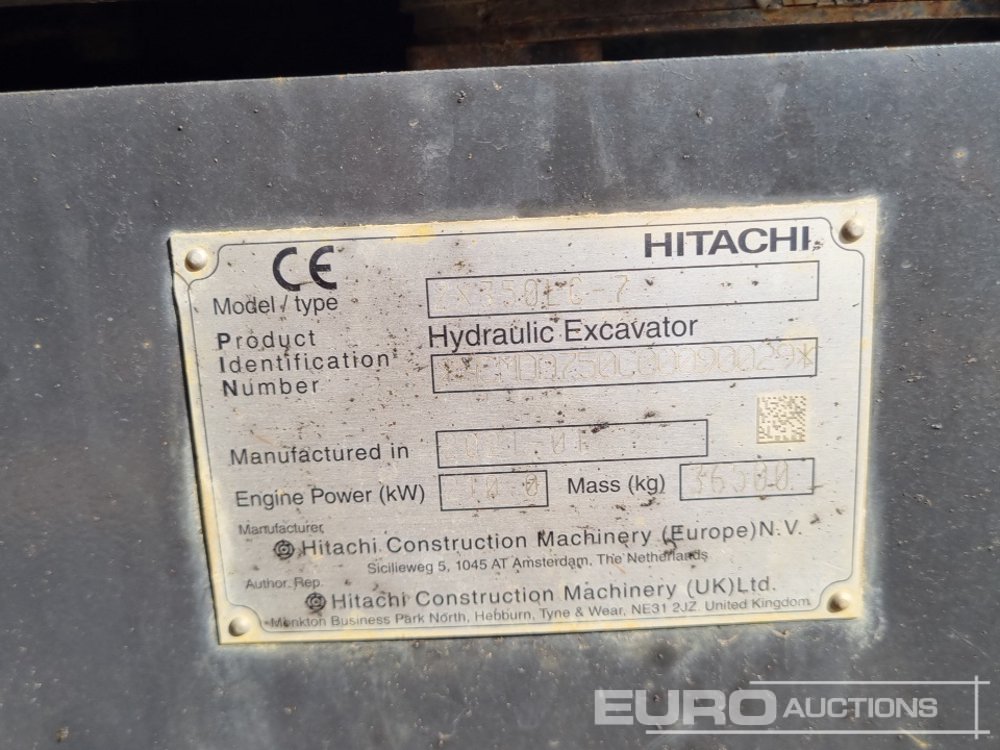 CE HITACHI
Model / type
Product Hydraulic Excavator
Identification
Number
Manufactured in
Engine Power (kW) Mass (kg) 36500
Manufacturer
Hitachi Construction Machinery (Europe) N.V.
Sicilieweg 5, 1045 AT Amsterdam, The Netherlands
Author. Rep.
Hitachi Construction Machinery (UK) Ltd.
Monkton Business Park North, Hebburn, Tyne & Wear, NE31 2JZ. United Kingdom
EURO AUCTIONS